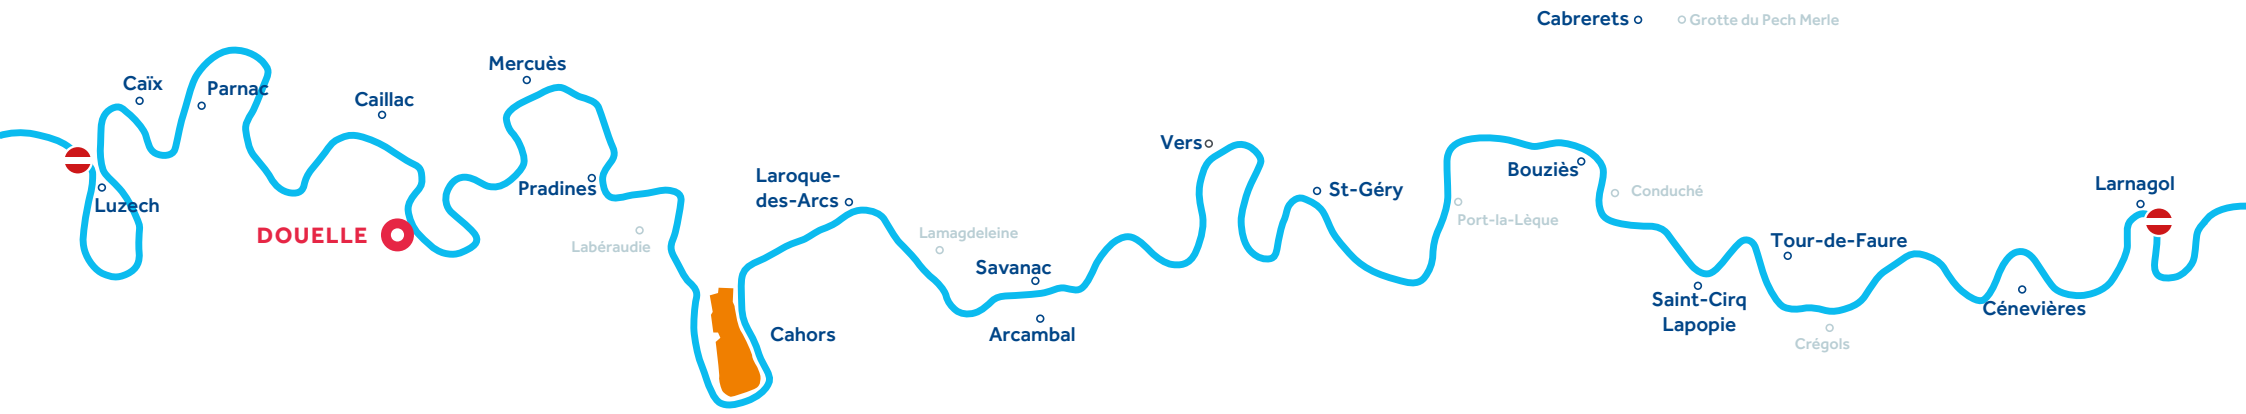 Cabrerets
Grotte du Pech Merle
Mercuès
Caïx
Parnac
Caillac
Vers
Bouziès
Laroque-
des-Arcs
Pradines
St-Géry
Conduché
Larnagol
Luzech
Port-la-Lèque
DOUELLE
Labéraudie
Lamagdeleine
Tour-de-Faure
Savanac
Saint-Cirq
Lapopie
Cénevières
Cahors
Arcambal
Crégols